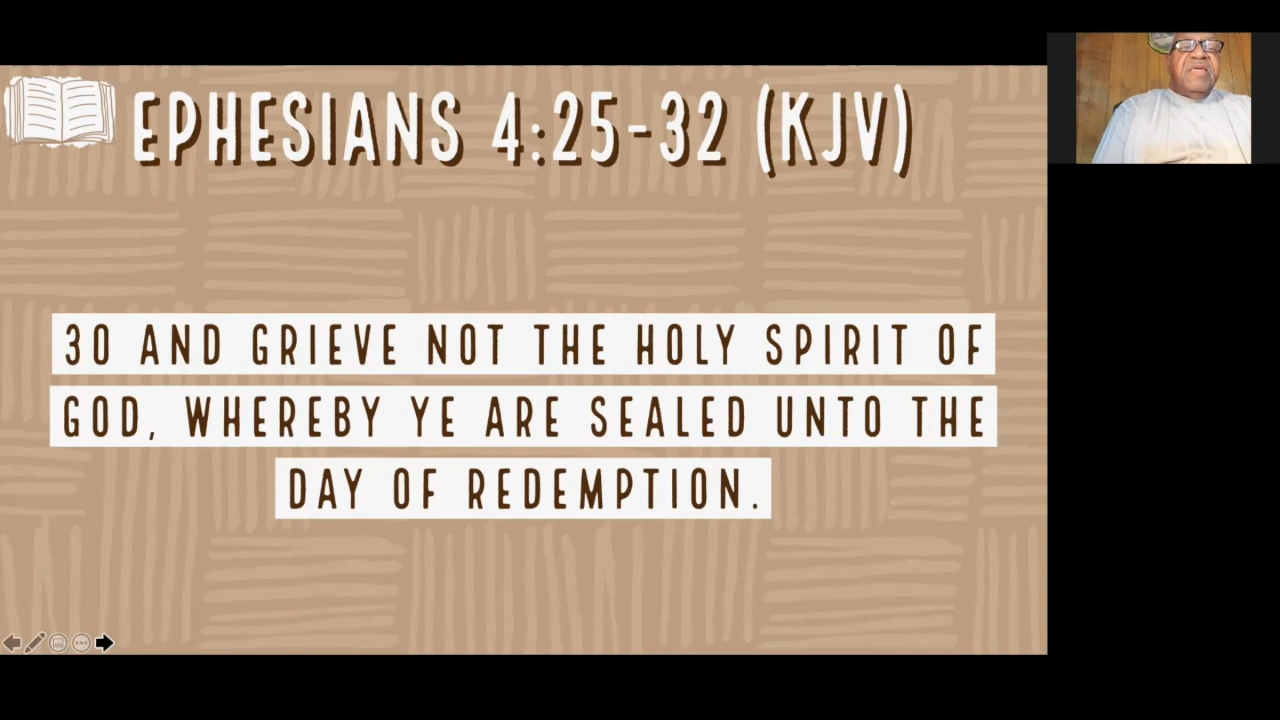 EPHESIANS 4:25-32 (KJV)
30 AND GRIEVE NOT THE HOLY SPIRIT OF
GOD, WHEREBY YE ARE SEALED UNTO THE
DAY OF REDEMPTION.